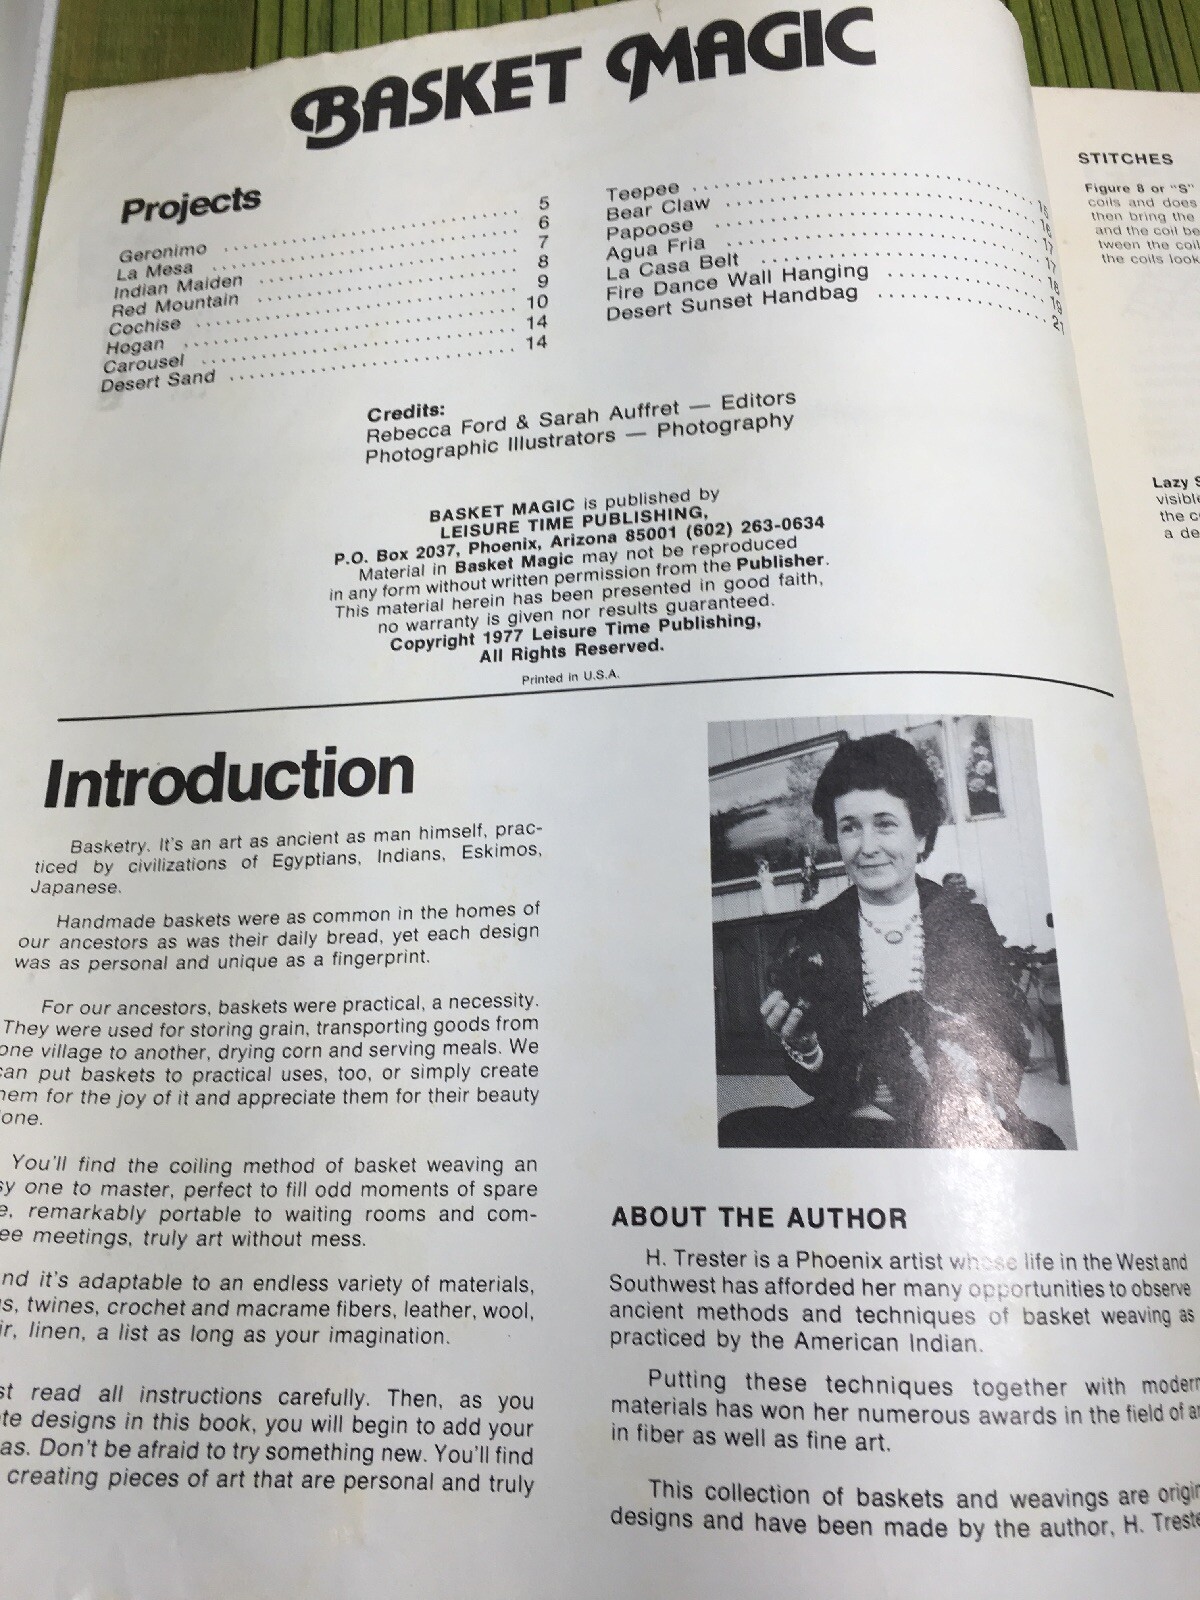 BASKET MAGIC
Projects
Geronimo 5
La Mesa 6
Indian Maiden 7
Red Mountain 8
Cochise 9
Hogan 10
Carousel 14
Desert Sand 14
Teepee 15
Bear Claw 16
Papoose 17
Agua Fria 17
La Casa Belt 18
Fire Dance Wall Hanging 19
Desert Sunset Handbag 21
Credits:
Rebecca Ford & Sarah Auffret — Editors
Photographic Illustrators — Photography
BASKET MAGIC is published by
LEISURE TIME PUBLISHING,
P.O. Box 2037, Phoenix, Arizona 85001 (602) 263-0634
Material in Basket Magic may not be reproduced
in any form without written permission from the Publisher.
This material herein has been presented in good faith,
no warranty is given nor results guaranteed.
Copyright 1977 Leisure Time Publishing,
All Rights Reserved.
Printed in U.S.A.
Introduction
Basketry. It's an art as ancient as man himself, prac-
ticed by civilizations of Egyptians, Indians, Eskimos,
Japanese.
Handmade baskets were as common in the homes of
our ancestors as was their daily bread, yet each design
was as personal and unique as a fingerprint.
For our ancestors, baskets were practical, a necessity.
They were used for storing grain, transporting goods from
one village to another, drying corn and serving meals. We
can put baskets to practical uses, too, or simply create
hem for the joy of it and appreciate them for their beauty
one.
You'll find the coiling method of basket weaving an
sy one to master, perfect to fill odd moments of spare
e, remarkably portable to waiting rooms and com-
ee meetings, truly art without mess.
nd it's adaptable to an endless variety of materials,
s, twines, crochet and macrame fibers, leather, wool,
ir, linen, a list as long as your imagination.
st read all instructions carefully. Then, as you
te designs in this book, you will begin to add your
as. Don't be afraid to try something new. You'll find
creating pieces of art that are personal and truly
ABOUT THE AUTHOR
H. Trester is a Phoenix artist whose life in the West and
Southwest has afforded her many opportunities to observe
ancient methods and techniques of basket weaving as
practiced by the American Indian.
Putting these techniques together with modern
materials has won her numerous awards in the field of ar
in fiber as well as fine art.
This collection of baskets and weavings are origin
designs and have been made by the author, H. Treste
STITCHES
Figure 8 or "S"
coils and does
then bring the
and the coil be
tween the coil
the coils look
Lazy S
visible
the co
a de